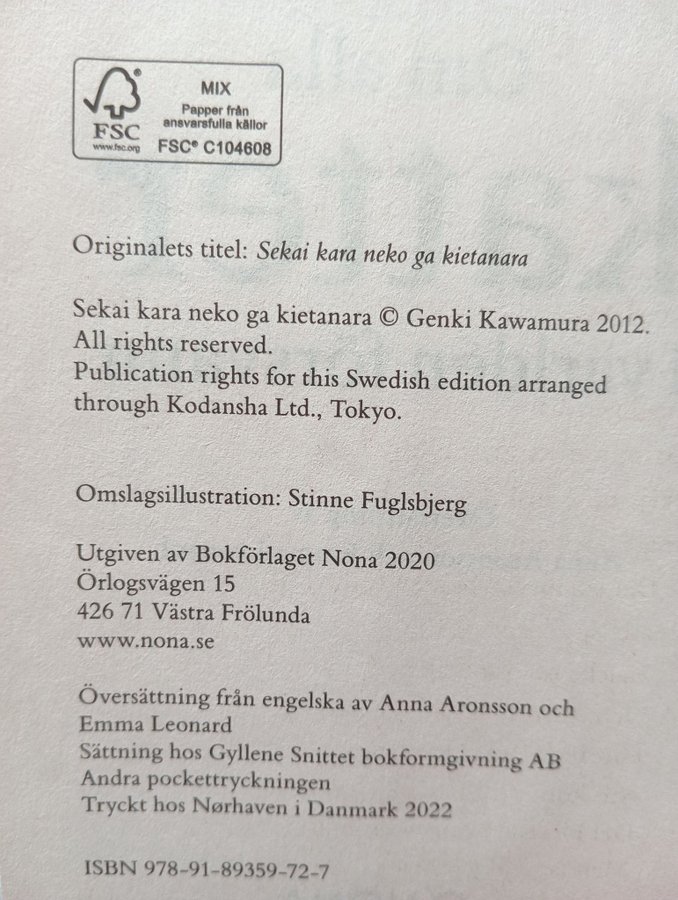 MIX
Papper från
ansvarsfulla källor
FSC® C104608
FSC
www.fsc.org
Originalets titel: Sekai kara neko ga kietanara
Sekai kara neko ga kietanara © Genki Kawamura 2012.
All rights reserved.
Publication rights for this Swedish edition arranged
through Kodansha Ltd., Tokyo.
Omslagsillustration: Stinne Fuglsbjerg
Utgiven av Bokförlaget Nona 2020
Örlogsvägen 15
426 71 Västra Frölunda
www.nona.se
Översättning från engelska av Anna Aronsson och
Emma Leonard
Sättning hos Gyllene Snittet bokformgivning AB
Andra pockettryckningen
Tryckt hos Nørhaven i Danmark 2022
ISBN 978-91-89359-72-7